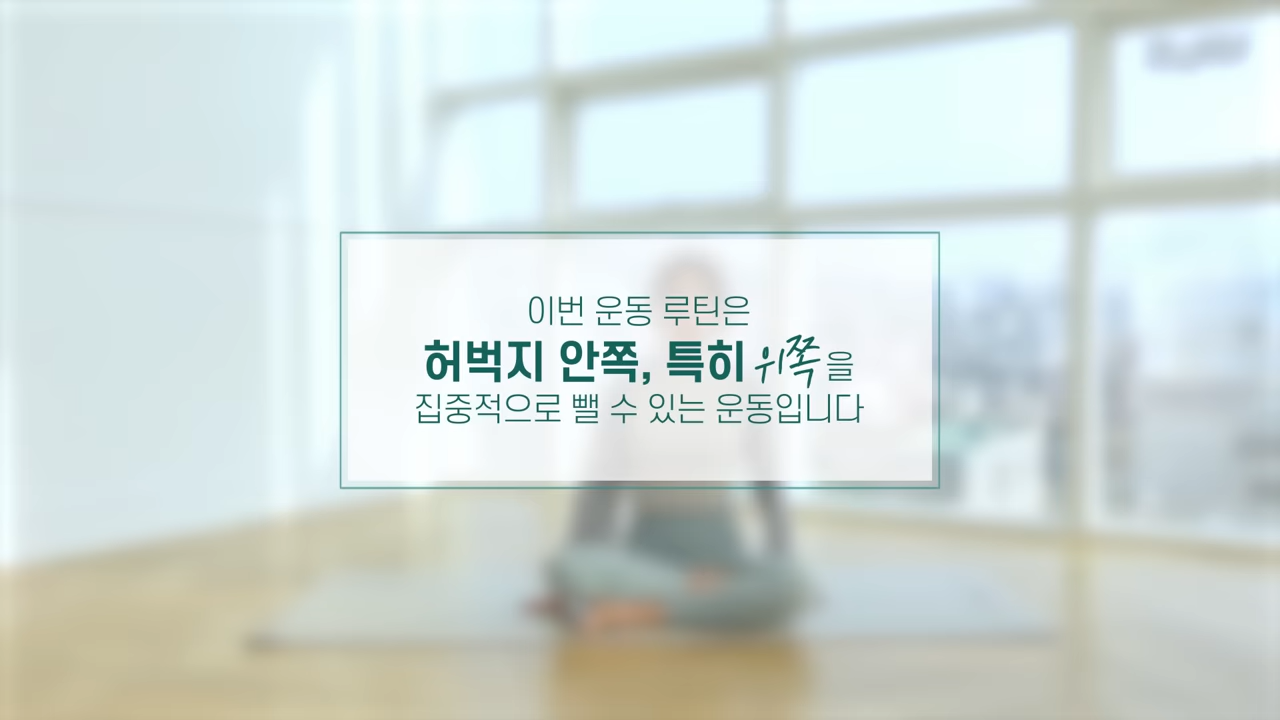 이번 운동 루틴은
허벅지 안쪽, 특히 위쪽을
집중적으로 뺄 수 있는 운동입니다